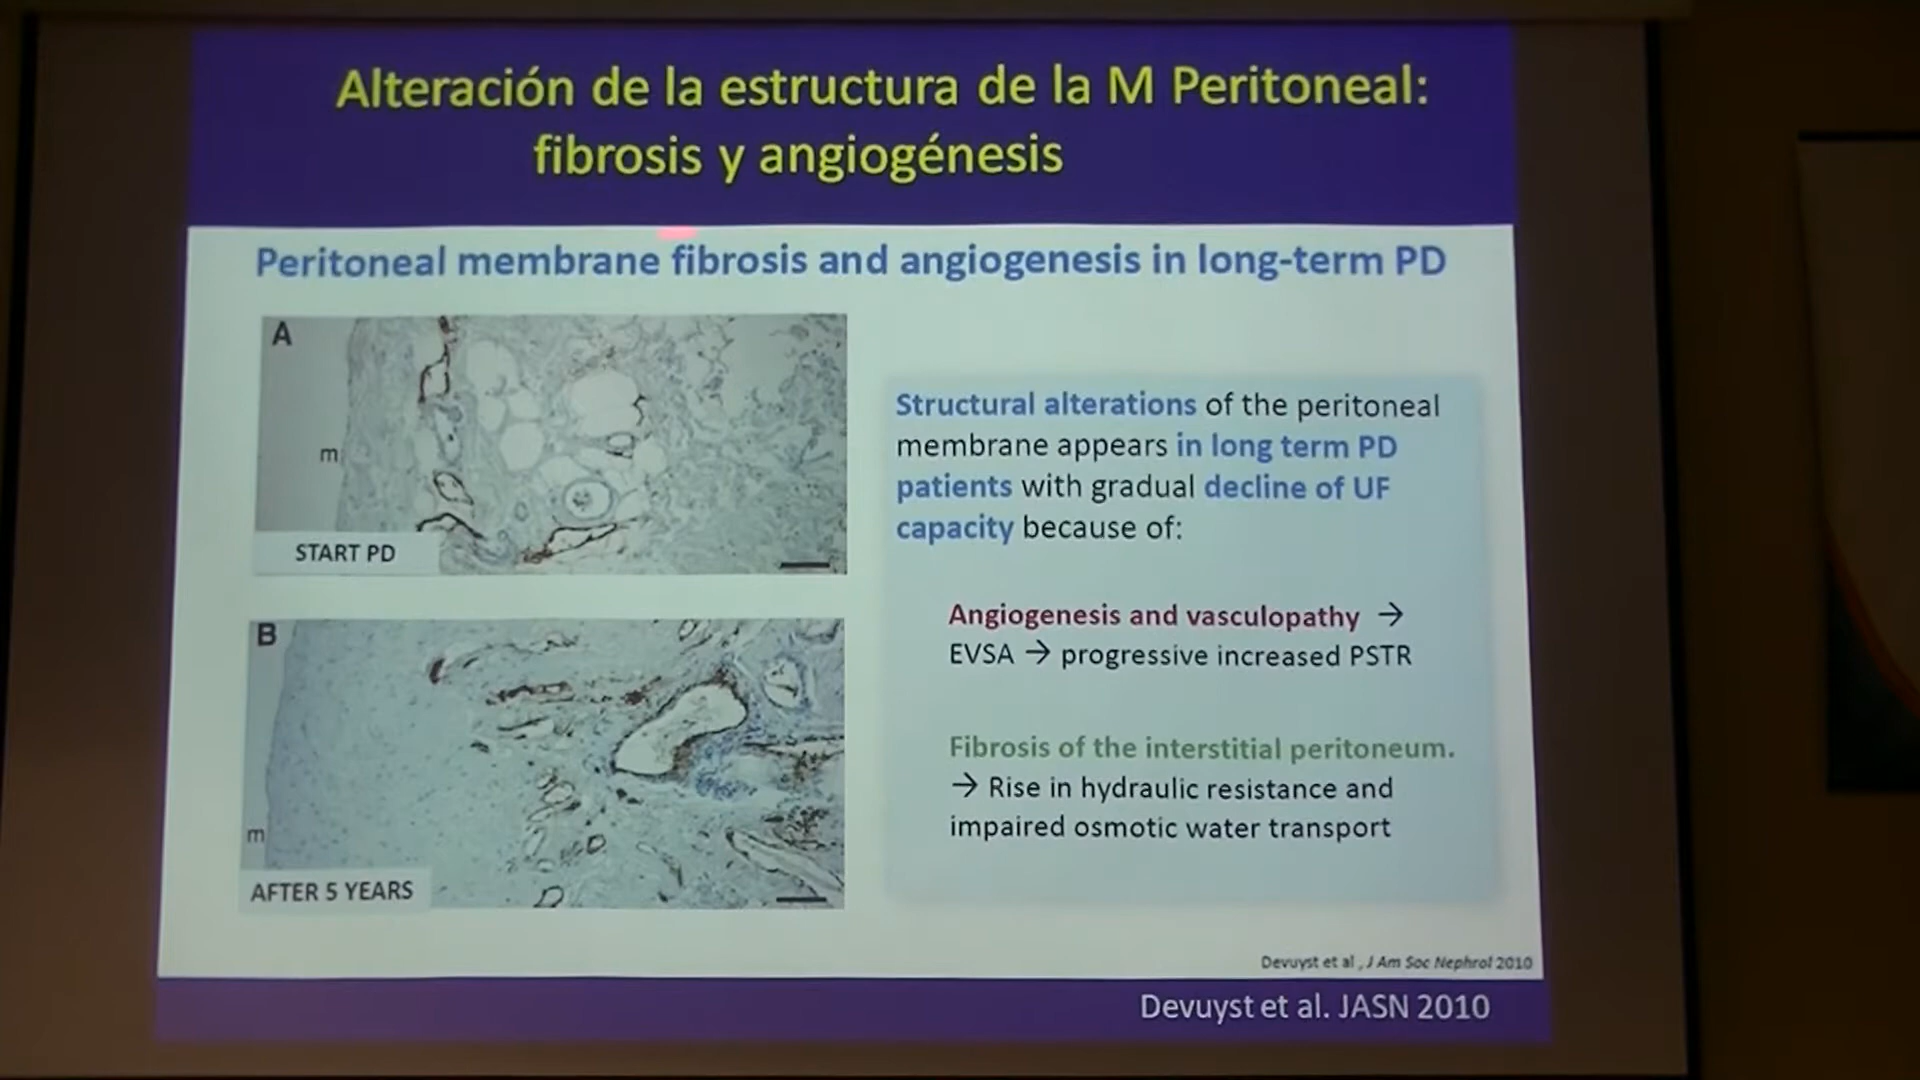 Alteración de la estructura de la M Peritoneal:
fibrosis y angiogénesis
Peritoneal membrane fibrosis and angiogenesis in long-term PD
A
m
START PD
B
m
AFTER 5 YEARS
Structural alterations of the peritoneal
membrane appears in long term PD
patients with gradual decline of UF
capacity because of:
Angiogenesis and vasculopathy →
EVSA → progressive increased PSTR
Fibrosis of the interstitial peritoneum.
→ Rise in hydraulic resistance and
impaired osmotic water transport
Devuyst et al , J Am Soc Nephrol 2010
Devuyst et al. JASN 2010